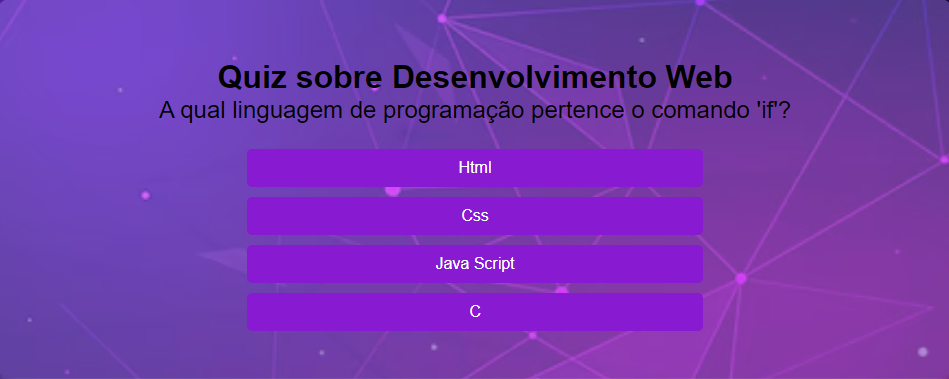 Quiz sobre Desenvolvimento Web
A qual linguagem de programação pertence o comando 'if'?
Html
Css
Java Script
C